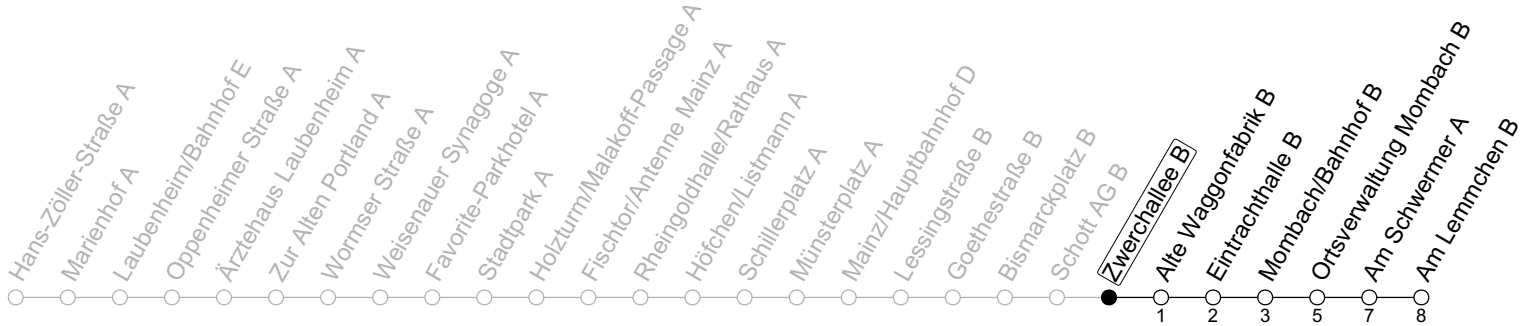 Hans-Zöller-Straße A
Marienhof A
Laubenheim/Bahnhof E
Oppenheimer Straße A
Ärztehaus Laubenheim A
Zur Alten Portland A
Wormser Straße A
Weisenauer Synagoge A
Favorite-Parkhotel A
Stadtpark A
Holzturm/Malakoff-Passage A
Fischtor/Antenne Mainz A
Rheingoldhalle/Rathaus A
Höfchen/Listmann A
Schillerplatz A
Münsterplatz A
Mainz/Hauptbahnhof D
Lessingstraße B
Goethestraße B
Bismarckplatz B
Schott AG B
Zwerchallee B
Alte Waggonfabrik B
Eintrachthalle B
Mombach/Bahnhof B
Ortsverwaltung Mombach B
Am Schwermer A
Am Lemmchen B
1 2 3 5 7 8